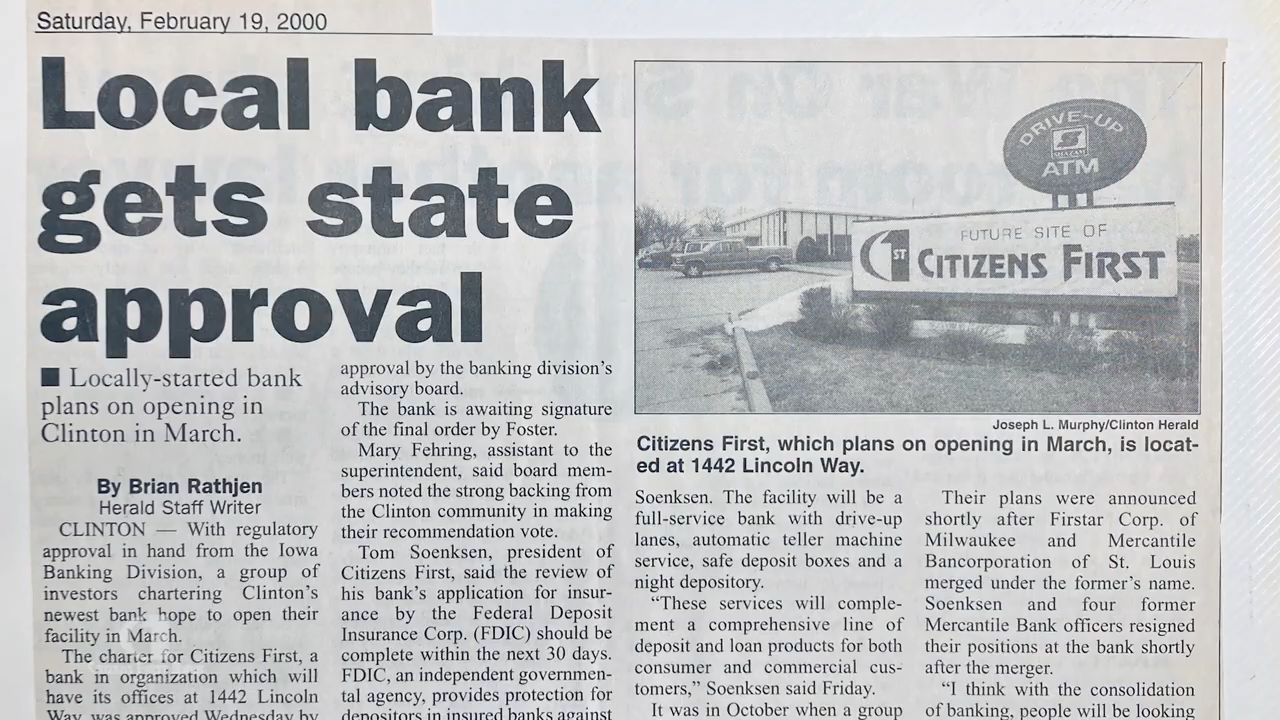 Saturday, February 19, 2000
Local bank
gets state
approval
■ Locally-started bank
plans on opening in
Clinton in March.
By Brian Rathjen
Herald Staff Writer
CLINTON — With regulatory
approval in hand from the Iowa
Banking Division, a group of
investors chartering Clinton's
newest bank hope to open their
facility in March.
The charter for Citizens First, a
bank in organization which will
have its offices at 1442 Lincoln
Way, was approved Wednesday by
approval by the banking division's
advisory board.
The bank is awaiting signature
of the final order by Foster.
Mary Fehring, assistant to the
superintendent, said board mem-
bers noted the strong backing from
the Clinton community in making
their recommendation vote.
Tom Soenksen, president of
Citizens First, said the review of
his bank's application for insur-
ance by the Federal Deposit
Insurance Corp. (FDIC) should be
complete within the next 30 days.
FDIC, an independent governmen-
tal agency, provides protection for
depositors in insured banks against
DRIVE-UP
SHAZAM
ATM
FUTURE SITE OF
1ST CITIZENS FIRST
Joseph L. Murphy/Clinton Herald
Citizens First, which plans on opening in March, is locat-
ed at 1442 Lincoln Way.
Soenksen. The facility will be a
full-service bank with drive-up
lanes, automatic teller machine
service, safe deposit boxes and a
night depository.
“These services will comple-
ment a comprehensive line of
deposit and loan products for both
consumer and commercial cus-
tomers,” Soenksen said Friday.
It was in October when a group
Their plans were announced
shortly after Firstar Corp. of
Milwaukee and Mercantile
Bancorporation of St. Louis
merged under the former's name.
Soenksen and four former
Mercantile Bank officers resigned
their positions at the bank shortly
after the merger.
“I think with the consolidation
of banking, people will be looking